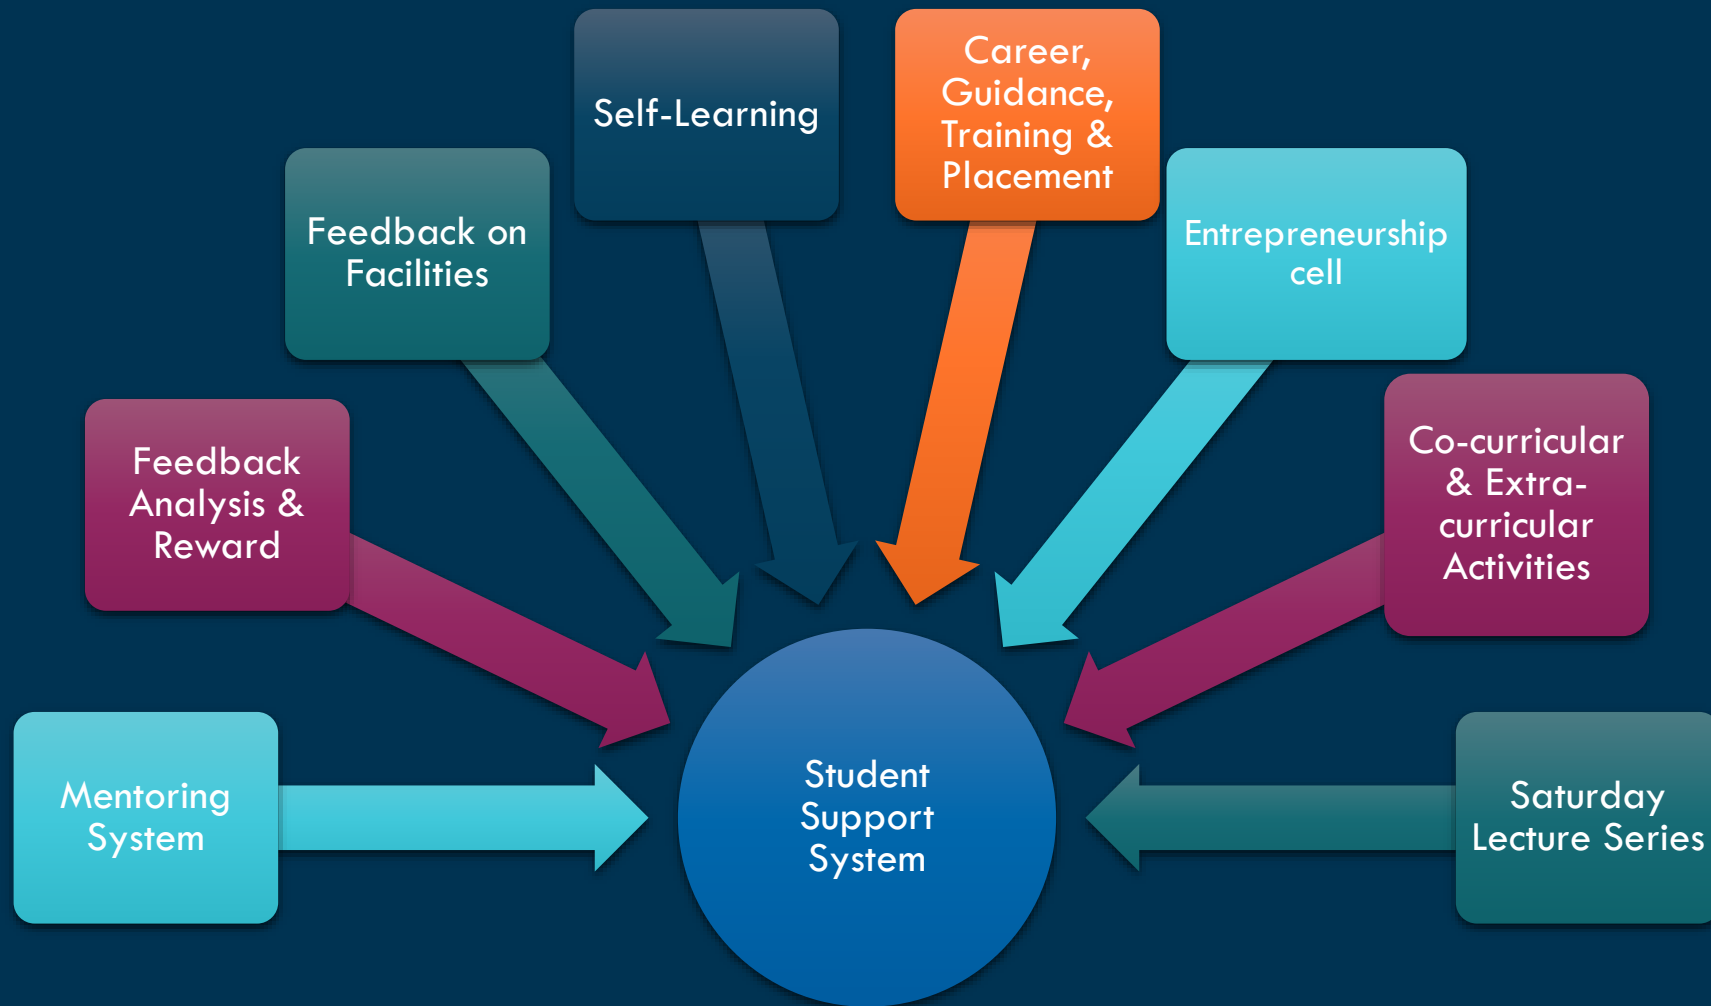 Self-Learning
Career,
Guidance,
Training &
Placement
Feedback on
Facilities
Entrepreneurship
cell
Feedback
Analysis &
Reward
Co-curricular
& Extra-
curricular
Activities
Mentoring
System
Student
Support
System
Saturday
Lecture Series